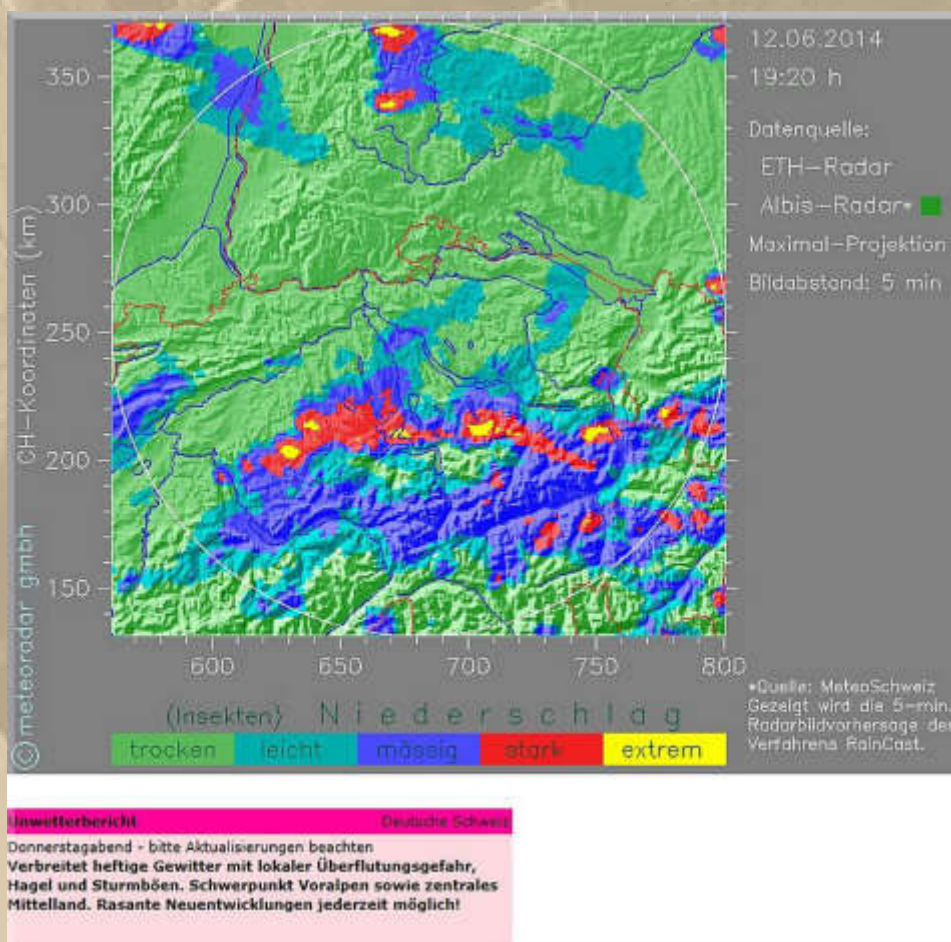 12.06.2014
19:20 h
Datenquelle:
ETH-Radar
Albis-Radar*
Maximal-Projektion
Bildabstand: 5 min
CH-Koordinaten (km)
350
300
250
200
150
600 650 700 750 800
© meteoradar gmbh
*Quelle: MeteoSchweiz
Gezeigt wird die 5-min.
Radarbildvorhersage des
Verfahrens RainCast.
(Insekten) Niederschlag
trocken leicht mässig stark extrem
Unwetterbericht Deutsche Schweiz
Donnerstagabend - bitte Aktualisierungen beachten
Verbreitet heftige Gewitter mit lokaler Überflutungsgefahr,
Hagel und Sturmböen. Schwerpunkt Voralpen sowie zentrales
Mittelland. Rasante Neuentwicklungen jederzeit möglich!